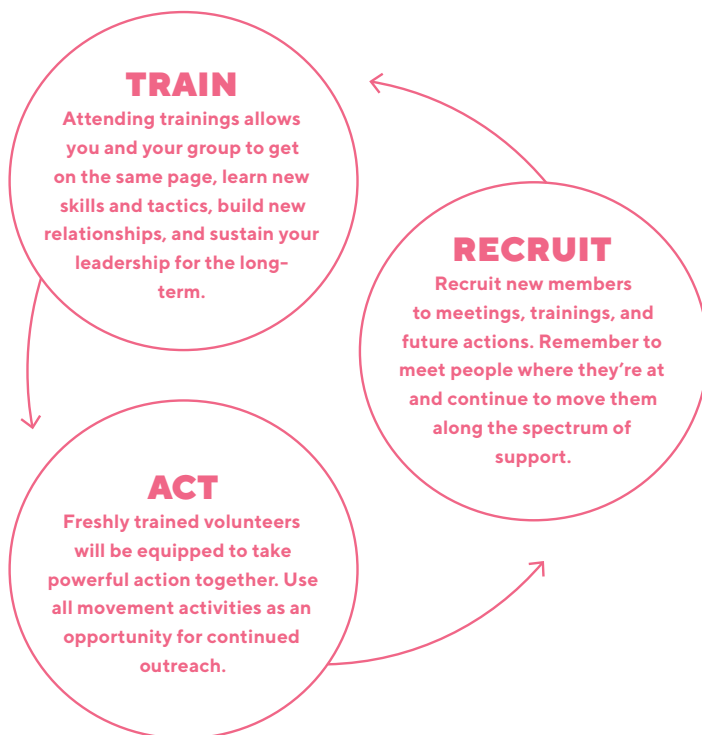 TRAIN
Attending trainings allows
you and your group to get
on the same page, learn new
skills and tactics, build new
relationships, and sustain your
leadership for the long-
term.
RECRUIT
Recruit new members
to meetings, trainings, and
future actions. Remember to
meet people where they’re at
and continue to move them
along the spectrum of
support.
ACT
Freshly trained volunteers
will be equipped to take
powerful action together. Use
all movement activities as an
opportunity for continued
outreach.